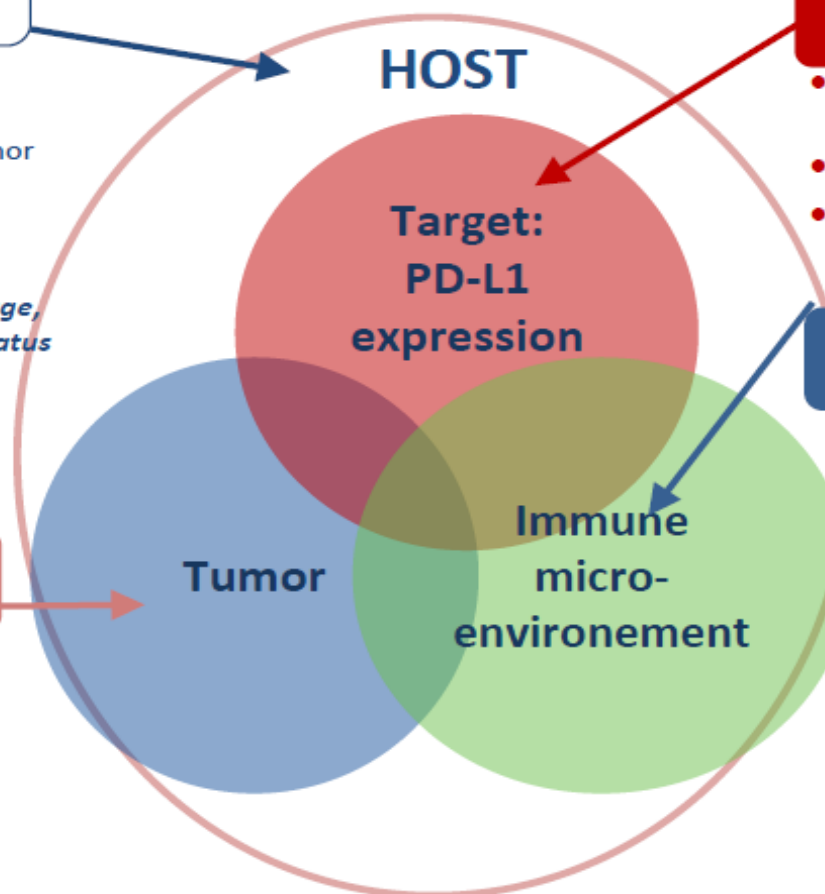 HOST
Target:
PD-L1
expression
Immune
micro-
environement
Tumor